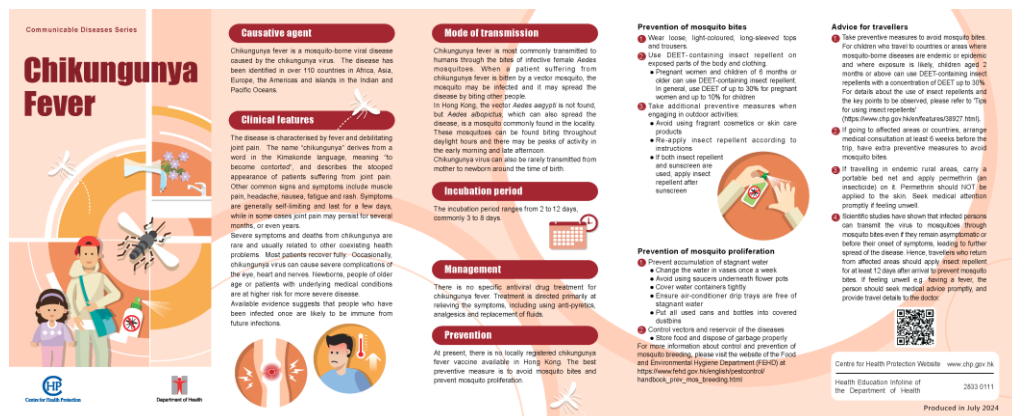 Communicable Diseases Series
Chikungunya
Fever
Centre for Health Protection
Department of Health
Causative agent
Chikungunya fever is a mosquito-borne viral disease
caused by the chikungunya virus. The disease has
been identified in over 110 countries in Africa, Asia,
Europe, the Americas and islands in the Indian and
Pacific Oceans.
Clinical features
The disease is characterised by fever and debilitating
joint pain. The name "chikungunya" derives from a
word in the Kimakonde language, meaning "to
become contorted", and describes the stooped
appearance of patients suffering from joint pain.
Other common signs and symptoms include muscle
pain, headache, nausea, fatigue and rash. Symptoms
are generally self-limiting and last for a few days,
while in some cases joint pain may persist for several
months, or even years.
Severe symptoms and deaths from chikungunya are
rare and usually related to other coexisting health
problems. Most patients recover fully. Occasionally,
chikungunya virus can cause severe complications of
the eye, heart and nerves. Newborns, people of older
age or patients with underlying medical conditions
are at higher risk for more severe disease.
Available evidence suggests that people who have
been infected once are likely to be immune from
future infections.
Mode of transmission
Chikungunya fever is most commonly transmitted to
humans through the bites of infective female Aedes
mosquitoes. When a patient suffering from
chikungunya fever is bitten by a vector mosquito, the
mosquito may be infected and it may spread the
disease by biting other people.
In Hong Kong, the vector Aedes aegypti is not found,
but Aedes albopictus, which can also spread the
disease, is a mosquito commonly found in the locality.
These mosquitoes can be found biting throughout
daylight hours and there may be peaks of activity in
the early morning and late afternoon.
Chikungunya virus can also be rarely transmitted from
mother to newborn around the time of birth.
Incubation period
The incubation period ranges from 2 to 12 days,
commonly 3 to 8 days.
Management
There is no specific antiviral drug treatment for
chikungunya fever. Treatment is directed primarily at
relieving the symptoms, including using anti-pyretics,
analgesics and replacement of fluids.
Prevention
At present, there is no locally registered chikungunya
fever vaccine available in Hong Kong. The best
preventive measure is to avoid mosquito bites and
prevent mosquito proliferation.
Prevention of mosquito bites
1 Wear loose, light-coloured, long-sleeved tops
and trousers.
2 Use DEET-containing insect repellent on
exposed parts of the body and clothing.
● Pregnant women and children of 6 months or
older can use DEET-containing insect repellent.
In general, use DEET of up to 30% for pregnant
women and up to 10% for children
3 Take additional preventive measures when
engaging in outdoor activities:
● Avoid using fragrant cosmetics or skin care
products
● Re-apply insect repellent according to
instructions
● If both insect repellent
and sunscreen are
used, apply insect
repellent after
sunscreen
Prevention of mosquito proliferation
1 Prevent accumulation of stagnant water
● Change the water in vases once a week
● Avoid using saucers underneath flower pots
● Cover water containers tightly
● Ensure air-conditioner drip trays are free of
stagnant water
● Put all used cans and bottles into covered
dustbins
2 Control vectors and reservoir of the diseases
● Store food and dispose of garbage properly
For more information about control and prevention of
mosquito breeding, please visit the website of the Food
and Environmental Hygiene Department (FEHD) at
https://www.fehd.gov.hk/english/pestcontrol/
handbook_prev_mos_breeding.html
Advice for travellers
1 Take preventive measures to avoid mosquito bites.
For children who travel to countries or areas where
mosquito-borne diseases are endemic or epidemic
and where exposure is likely, children aged 2
months or above can use DEET-containing insect
repellents with a concentration of DEET up to 30%.
For details about the use of insect repellents and
the key points to be observed, please refer to 'Tips
for using insect repellents'
(https://www.chp.gov.hk/en/features/38927.html).
2 If going to affected areas or countries, arrange
medical consultation at least 6 weeks before the
trip, have extra preventive measures to avoid
mosquito bites.
3 If travelling in endemic rural areas, carry a
portable bed net and apply permethrin (an
insecticide) on it. Permethrin should NOT be
applied to the skin. Seek medical attention
promptly if feeling unwell.
4 Scientific studies have shown that infected persons
can transmit the virus to mosquitoes through
mosquito bites even if they remain asymptomatic or
before their onset of symptoms, leading to further
spread of the disease. Hence, travellers who return
from affected areas should apply insect repellent
for at least 12 days after arrival to prevent mosquito
bites. If feeling unwell e.g. having a fever, the
person should seek medical advice promptly, and
provide travel details to the doctor.
Centre for Health Protection Website www.chp.gov.hk
Health Education Infoline of
the Department of Health 2833 0111
Produced in July 2024